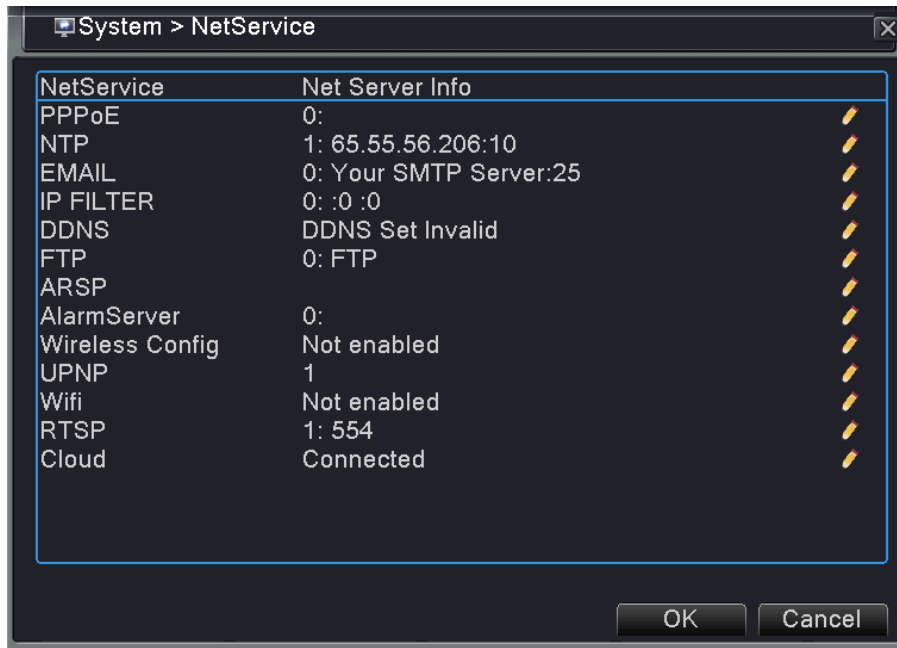 System > NetService
NetService Net Server Info
PPPoE 0:
NTP 1: 65.55.56.206:10
EMAIL 0: Your SMTP Server:25
IP FILTER 0: :0 :0
DDNS DDNS Set Invalid
FTP 0: FTP
ARSP
AlarmServer 0:
Wireless Config Not enabled
UPNP 1
Wifi Not enabled
RTSP 1: 554
Cloud Connected
OK Cancel